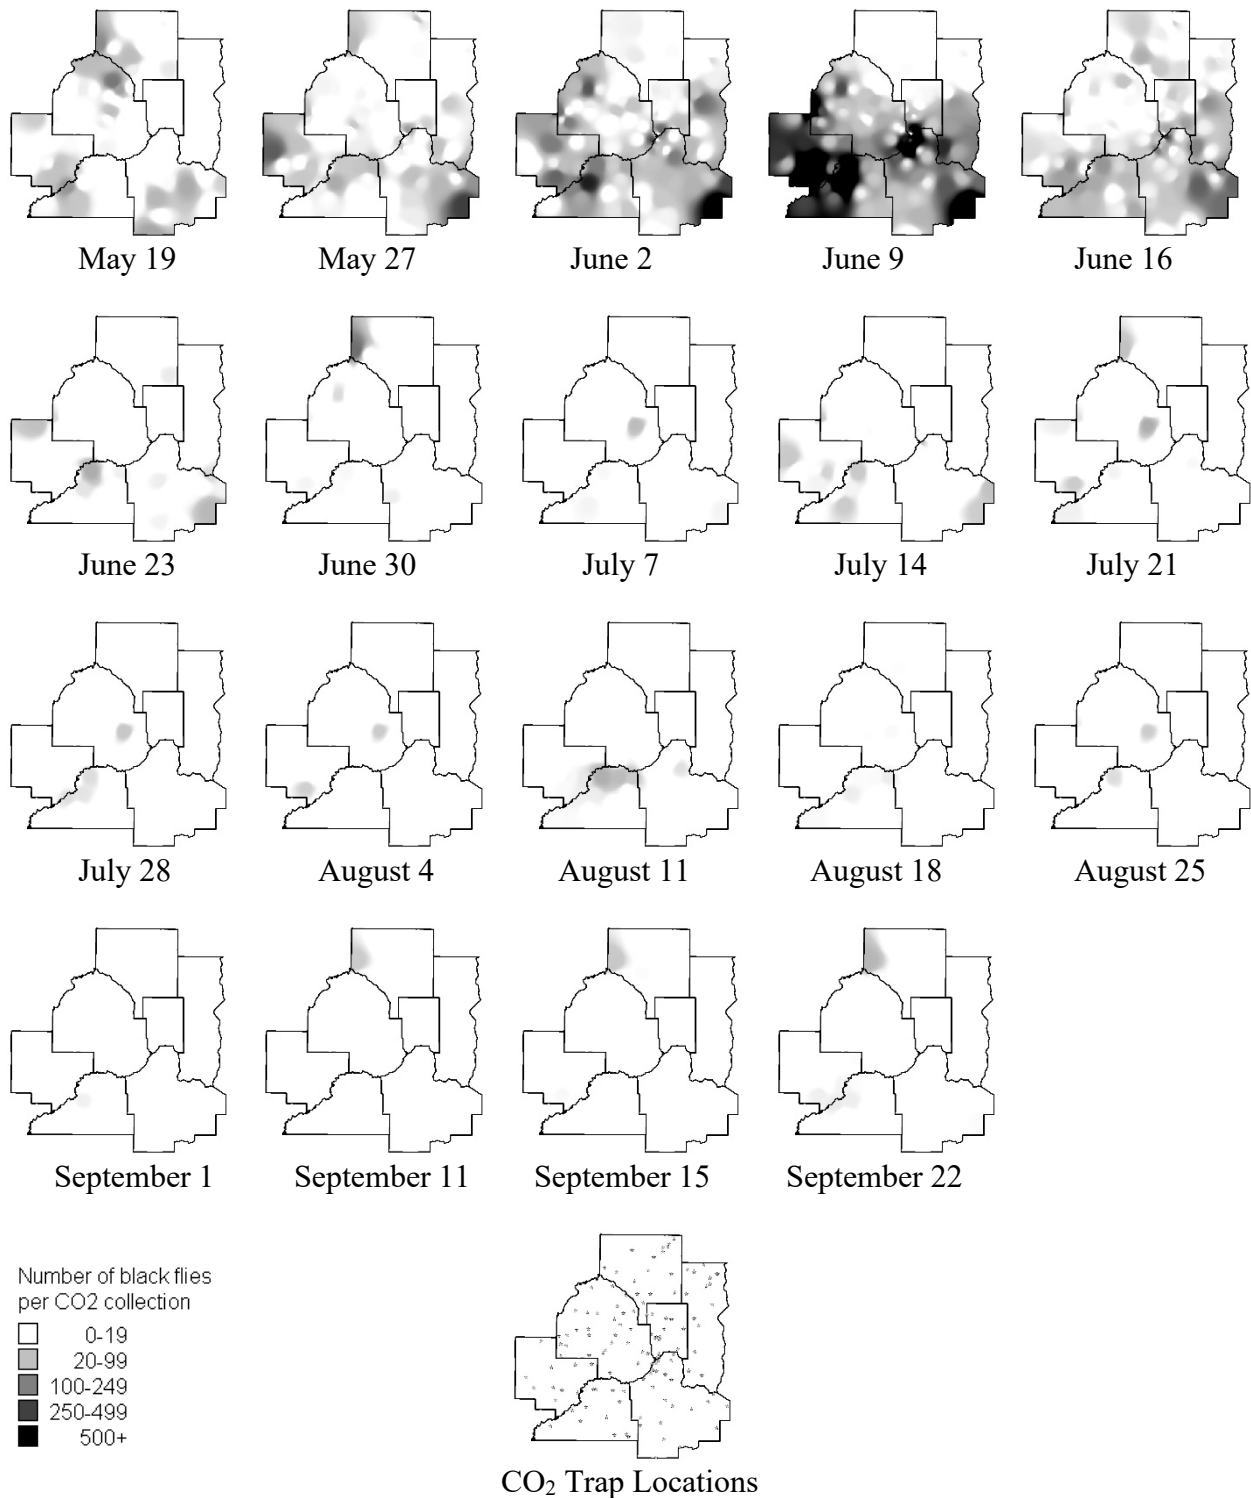 May 19
May 27
June 2
June 9
June 16
June 23
June 30
July 7
July 14
July 21
July 28
August 4
August 11
August 18
August 25
September 1
September 11
September 15
September 22
Number of black flies
per CO2 collection
0-19
20-99
100-249
250-499
500+
CO₂ Trap Locations